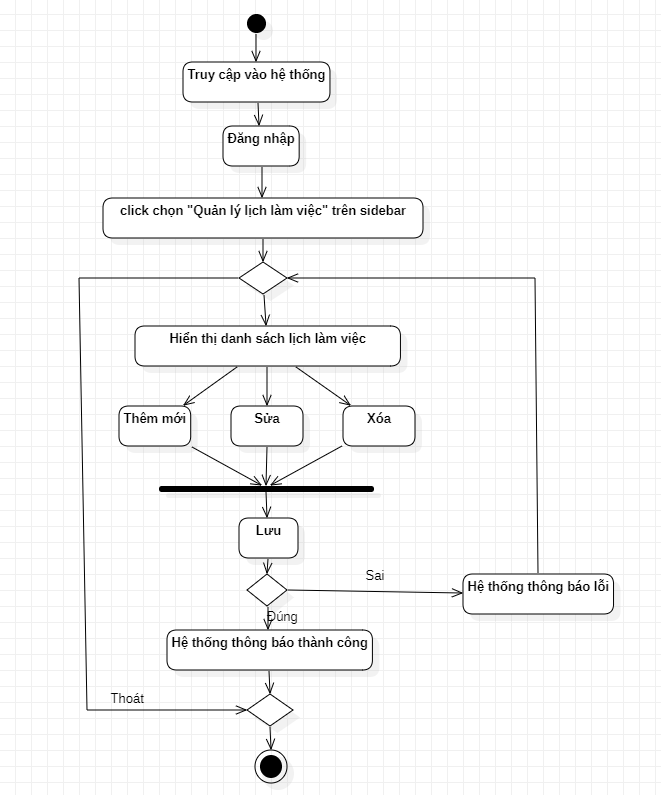 Truy cập vào hệ thống
Đăng nhập
click chọn "Quản lý lịch làm việc" trên sidebar
Hiển thị danh sách lịch làm việc
Thêm mới
Sửa
Xóa
Lưu
Sai
Hệ thống thông báo lỗi
Đúng
Hệ thống thông báo thành công
Thoát